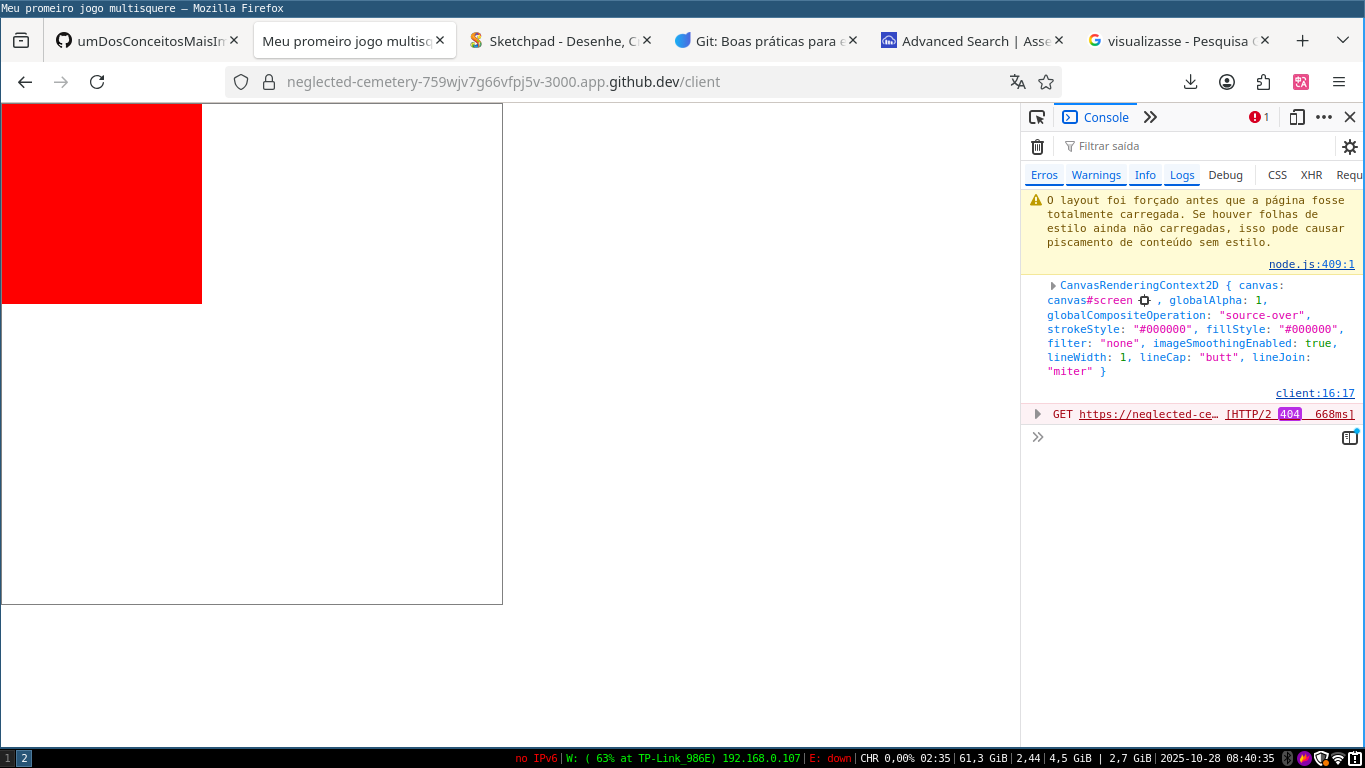 Meu promeiro jogo multisquere — Mozilla Firefox
umDosConceitosMaisIn
Meu promeiro jogo multisq
Sketchpad - Desenhe, C
Git: Boas práticas para e
Advanced Search | Asse
visualizasse - Pesquisa G
neglected-cemetery-759wjv7g66vfpj5v-3000.app.github.dev/client
Console
1
Filtrar saída
Erros Warnings Info Logs Debug CSS XHR Requ
O layout foi forçado antes que a página fosse
totalmente carregada. Se houver folhas de
estilo ainda não carregadas, isso pode causar
piscamento de conteúdo sem estilo.
node.js:409:1
CanvasRenderingContext2D { canvas:
canvas#screen , globalAlpha: 1,
globalCompositeOperation: "source-over",
strokeStyle: "#000000", fillStyle: "#000000",
filter: "none", imageSmoothingEnabled: true,
lineWidth: 1, lineCap: "butt", lineJoin:
"miter" }
client:16:17
GET https://neglected-ce… [HTTP/2 404 668ms]
1 2 no IPv6|W: ( 63% at TP-Link_986E) 192.168.0.107|E: down|CHR 0,00% 02:35|61,3 GiB|2,44|4,5 GiB | 2,7 GiB|2025-10-28 08:40:35